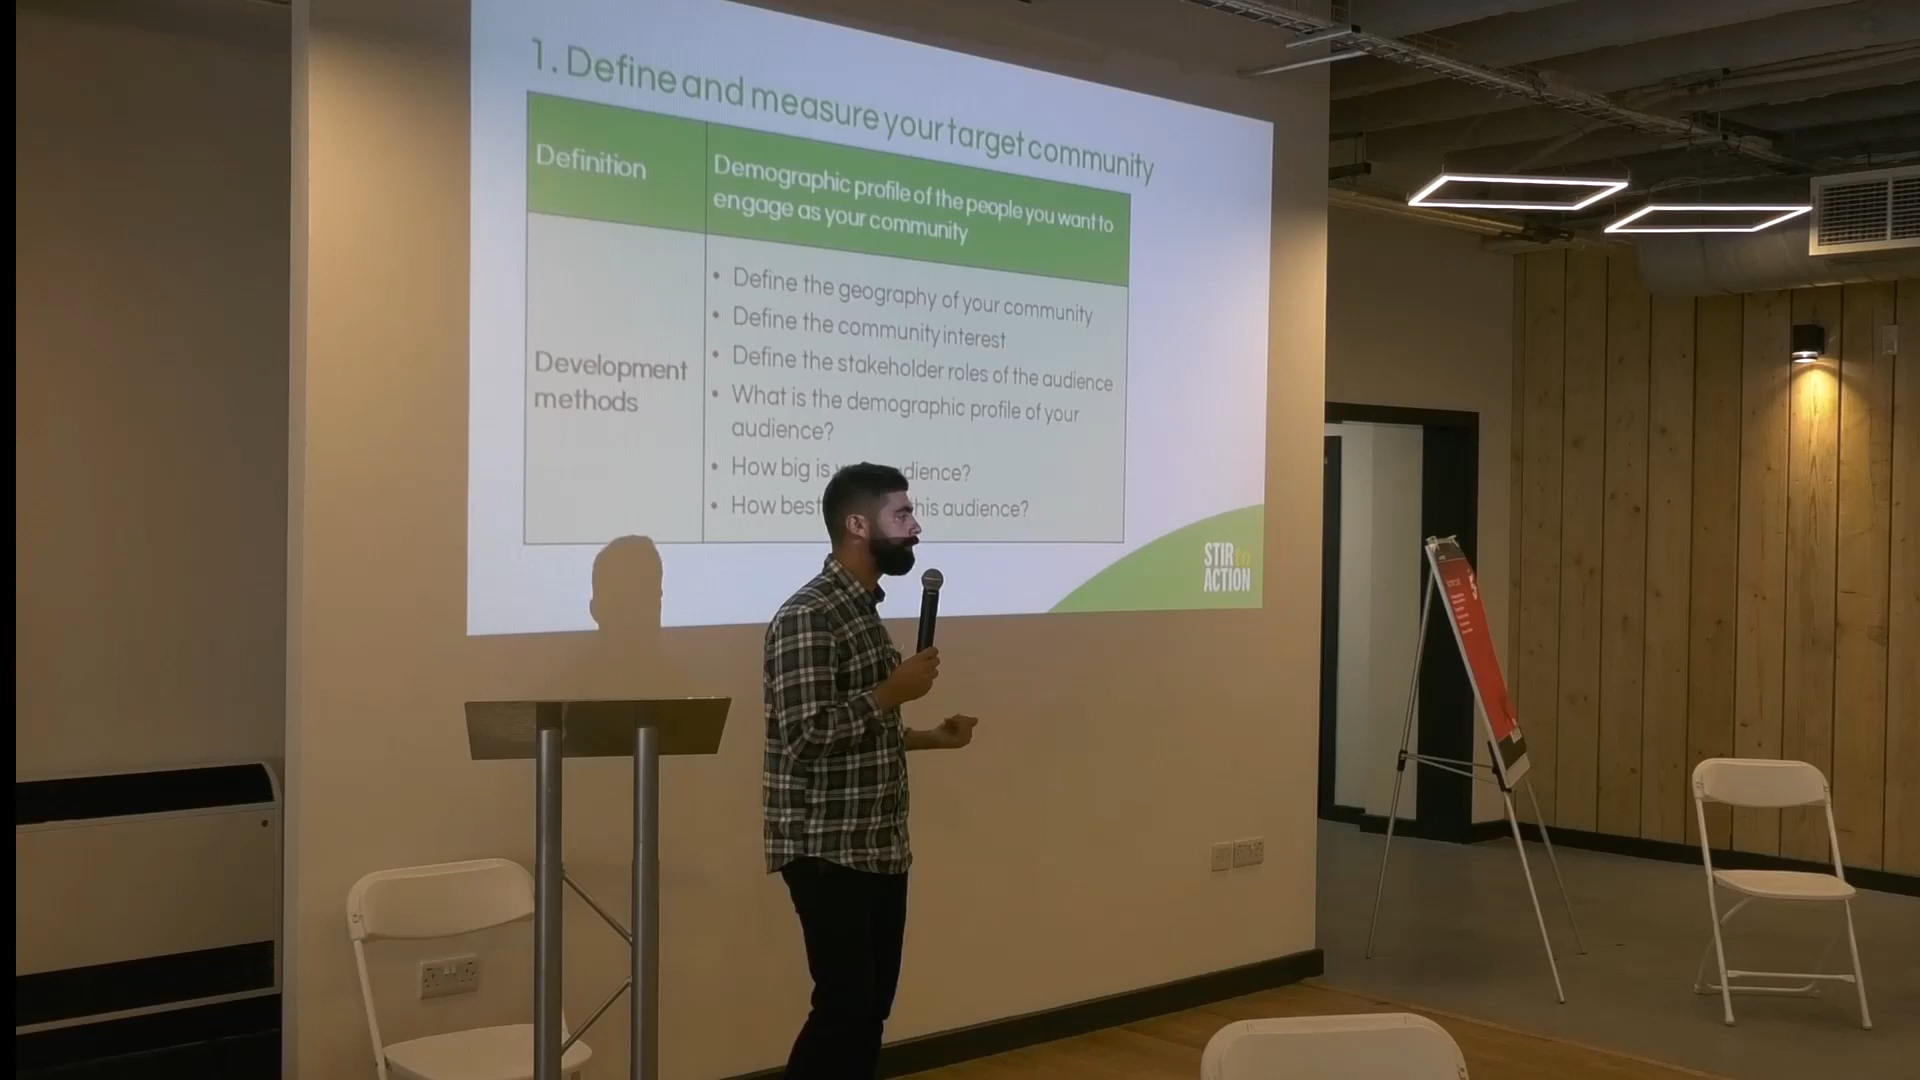 1. Define and measure your target community
Definition
Demographic profile of the people you want to
engage as your community
Development
methods
• Define the geography of your community
• Define the community interest
• Define the stakeholder roles of the audience
• What is the demographic profile of your
audience?
• How big is audience?
• How best this audience?
STIR to
ACTION